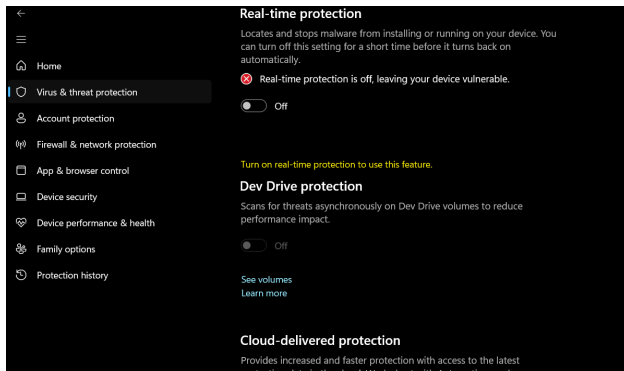 Home
Virus & threat protection
Account protection
Firewall & network protection
App & browser control
Device security
Device performance & health
Family options
Protection history
Real-time protection
Locates and stops malware from installing or running on your device. You
can turn off this setting for a short time before it turns back on
automatically.
Real-time protection is off, leaving your device vulnerable.
Off
Turn on real-time protection to use this feature.
Dev Drive protection
Scans for threats asynchronously on Dev Drive volumes to reduce
performance impact.
Off
See volumes
Learn more
Cloud-delivered protection
Provides increased and faster protection with access to the latest